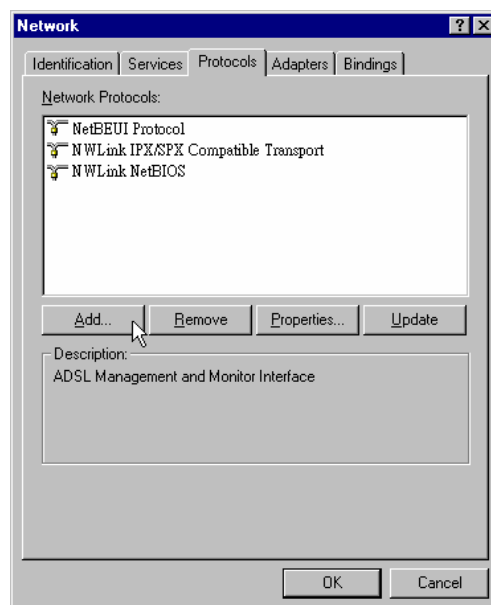 Network
Identification Services Protocols Adapters Bindings
Network Protocols:
NetBEUI Protocol
NWLink IPX/SPX Compatible Transport
NWLink NetBIOS
Add... Remove Properties... Update
Description:
ADSL Management and Monitor Interface
OK Cancel